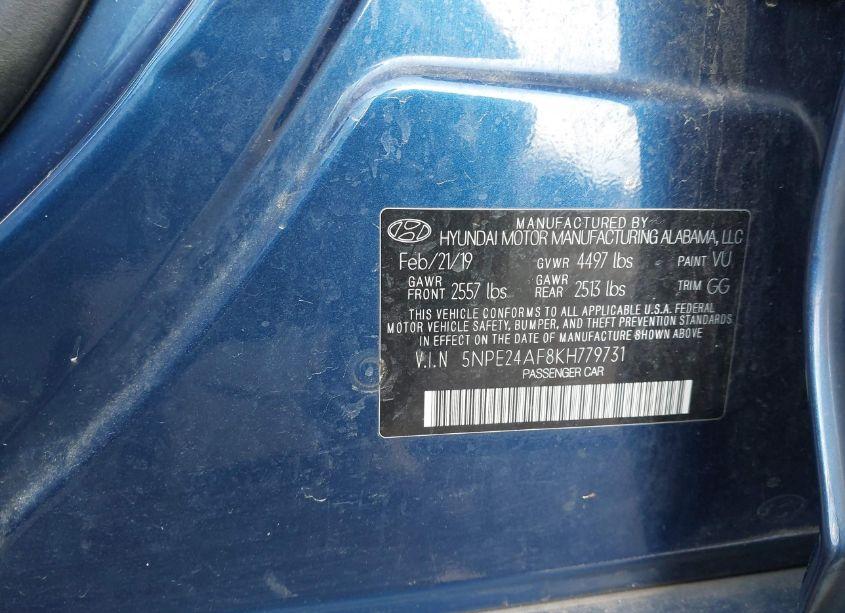 MANUFACTURED BY
HYUNDAI MOTOR MANUFACTURING ALABAMA, LLC
Feb/21/19 GVWR 4497 lbs PAINT VU
GAWR FRONT 2557 lbs GAWR REAR 2513 lbs TRIM GG
THIS VEHICLE CONFORMS TO ALL APPLICABLE U.S.A. FEDERAL
MOTOR VEHICLE SAFETY, BUMPER, AND THEFT PREVENTION STANDARDS
IN EFFECT ON THE DATE OF MANUFACTURE SHOWN ABOVE
V.I.N 5NPE24AF8KH779731
PASSENGER CAR